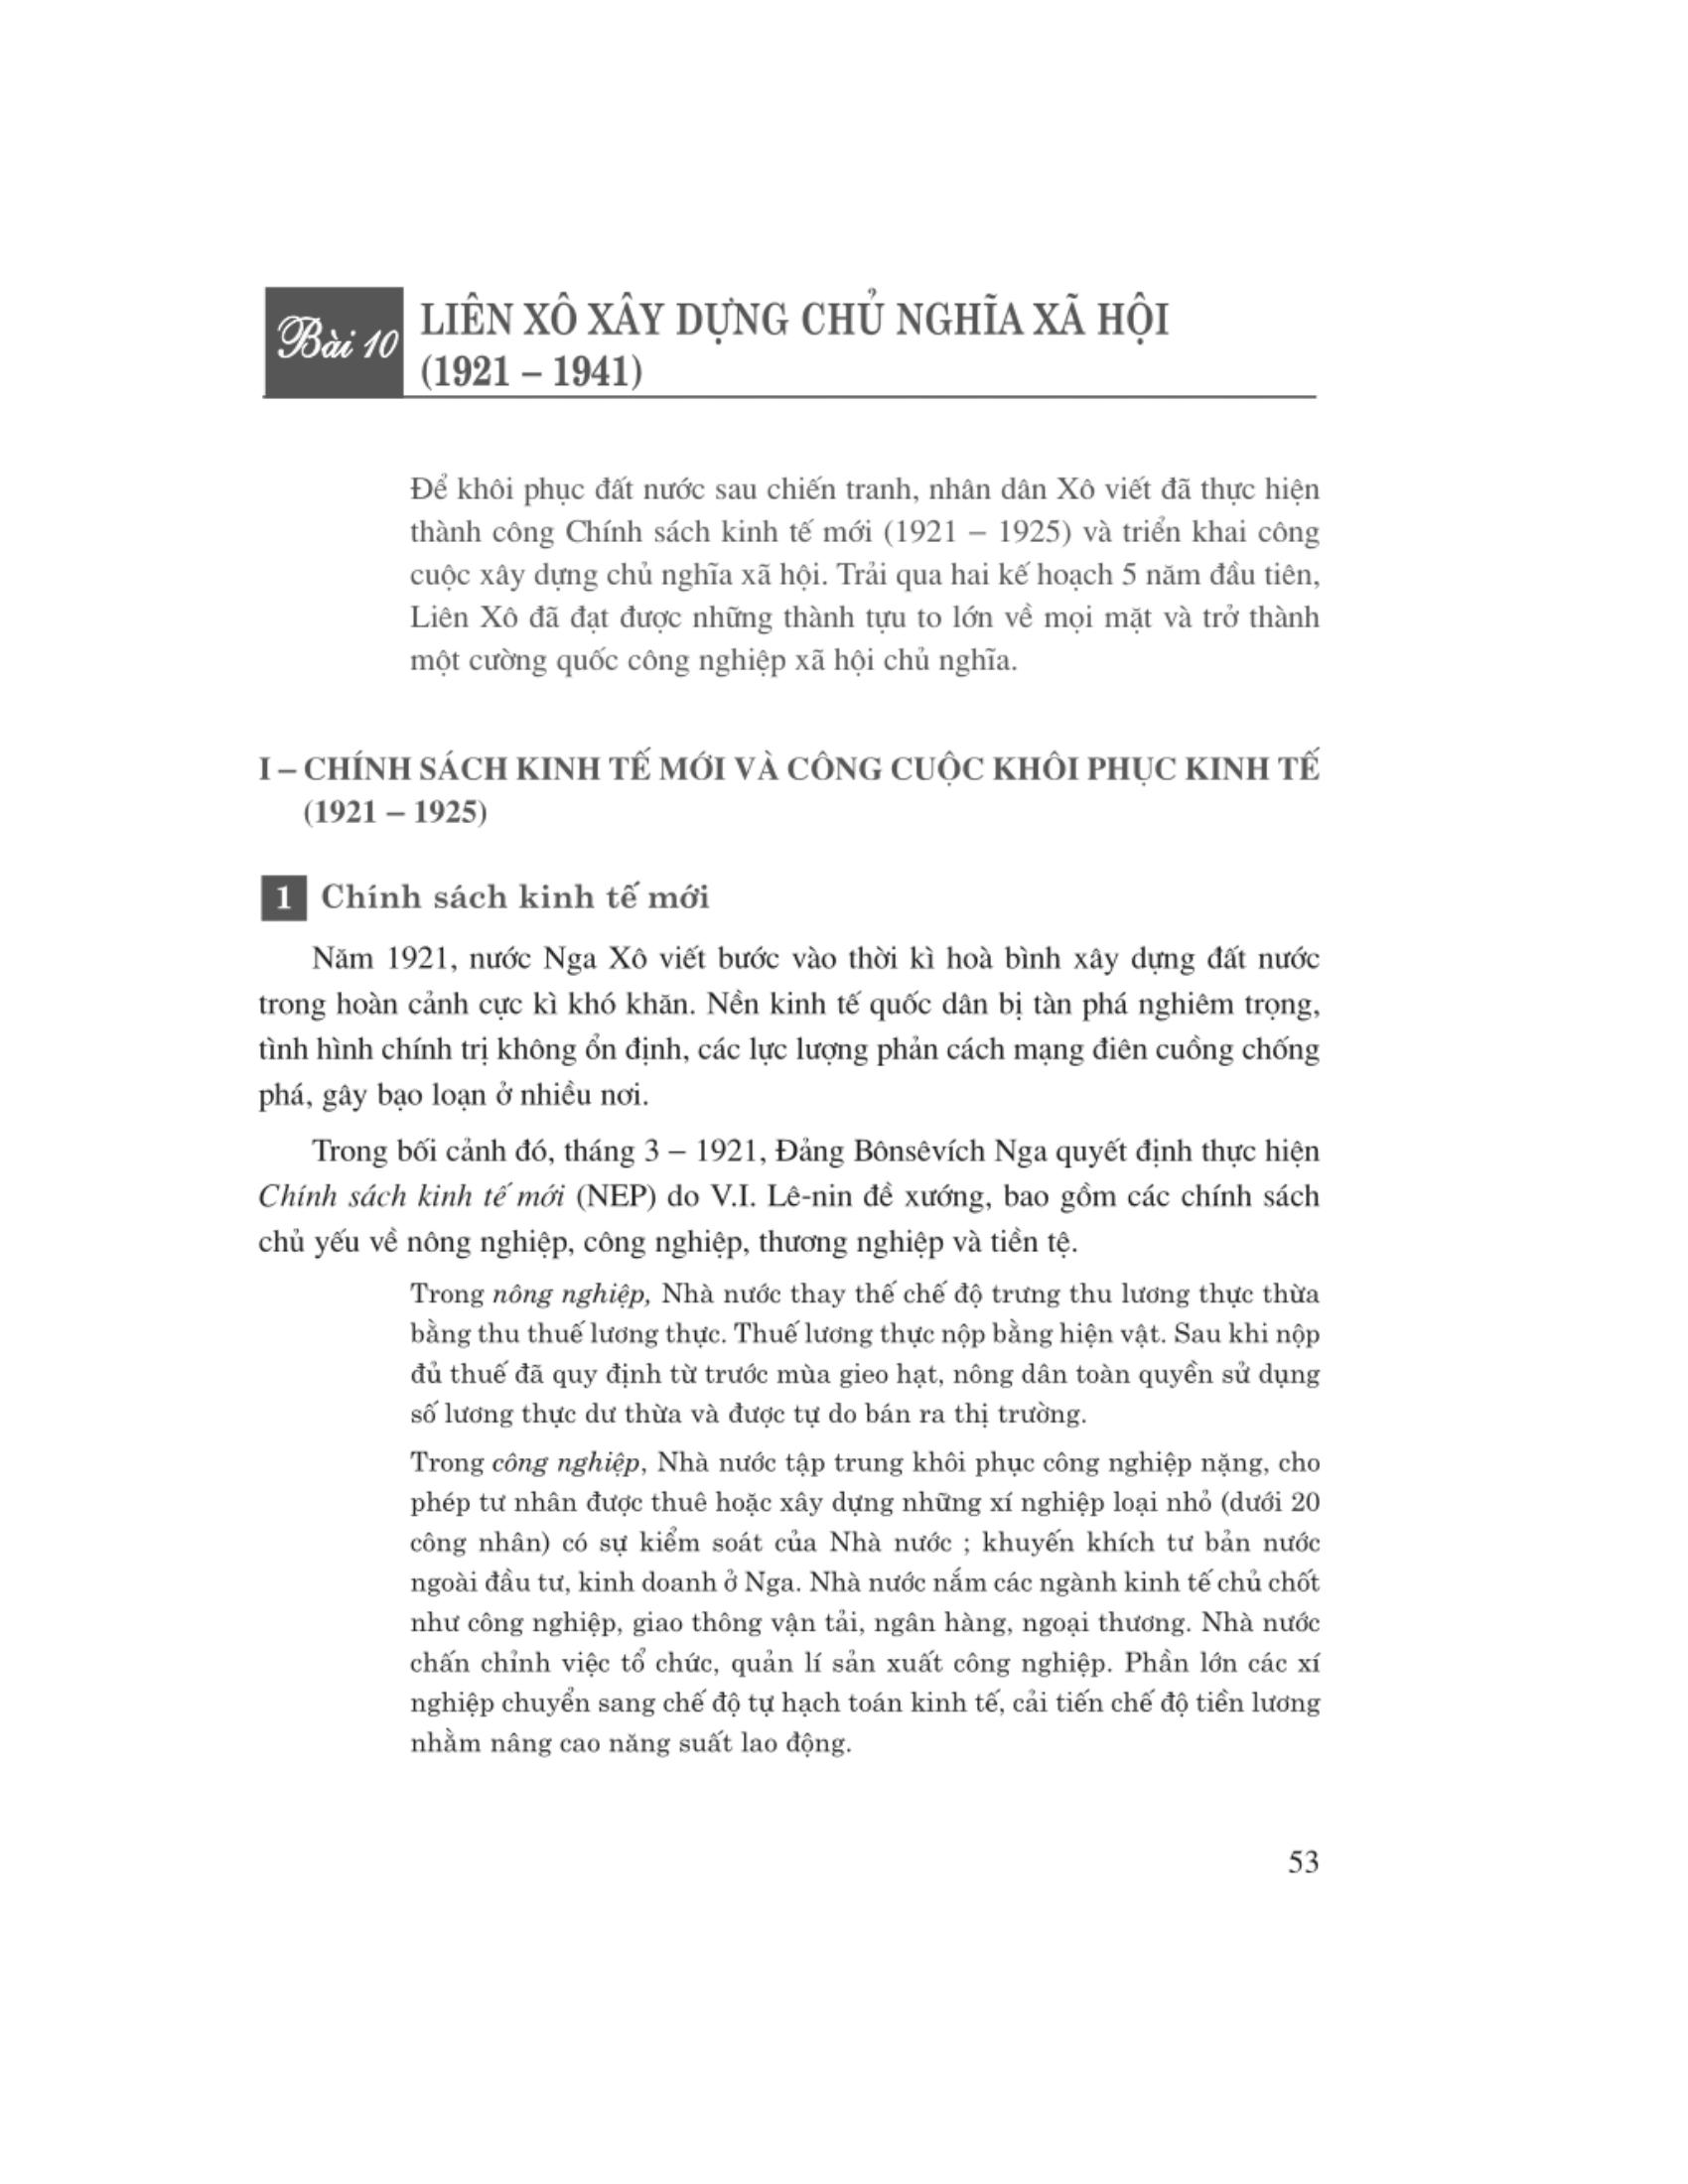 Bài 10
LIÊN XÔ XÂY DỰNG CHỦ NGHĨA XÃ HỘI
(1921 – 1941)
Để khôi phục đất nước sau chiến tranh, nhân dân Xô viết đã thực hiện
thành công Chính sách kinh tế mới (1921 – 1925) và triển khai công
cuộc xây dựng chủ nghĩa xã hội. Trải qua hai kế hoạch 5 năm đầu tiên,
Liên Xô đã đạt được những thành tựu to lớn về mọi mặt và trở thành
một cường quốc công nghiệp xã hội chủ nghĩa.
I – CHÍNH SÁCH KINH TẾ MỚI VÀ CÔNG CUỘC KHÔI PHỤC KINH TẾ
(1921 – 1925)
1 Chính sách kinh tế mới
Năm 1921, nước Nga Xô viết bước vào thời kì hoà bình xây dựng đất nước
trong hoàn cảnh cực kì khó khăn. Nền kinh tế quốc dân bị tàn phá nghiêm trọng,
tình hình chính trị không ổn định, các lực lượng phản cách mạng điên cuồng chống
phá, gây bạo loạn ở nhiều nơi.
Trong bối cảnh đó, tháng 3 – 1921, Đảng Bônsêvích Nga quyết định thực hiện
Chính sách kinh tế mới (NEP) do V.I. Lê-nin đề xướng, bao gồm các chính sách
chủ yếu về nông nghiệp, công nghiệp, thương nghiệp và tiền tệ.
Trong nông nghiệp, Nhà nước thay thế chế độ trưng thu lương thực thừa
bằng thu thuế lương thực. Thuế lương thực nộp bằng hiện vật. Sau khi nộp
đủ thuế đã quy định từ trước mùa gieo hạt, nông dân toàn quyền sử dụng
số lương thực dư thừa và được tự do bán ra thị trường.
Trong công nghiệp, Nhà nước tập trung khôi phục công nghiệp nặng, cho
phép tư nhân được thuê hoặc xây dựng những xí nghiệp loại nhỏ (dưới 20
công nhân) có sự kiểm soát của Nhà nước ; khuyến khích tư bản nước
ngoài đầu tư, kinh doanh ở Nga. Nhà nước nắm các ngành kinh tế chủ chốt
như công nghiệp, giao thông vận tải, ngân hàng, ngoại thương. Nhà nước
chấn chỉnh việc tổ chức, quản lí sản xuất công nghiệp. Phần lớn các xí
nghiệp chuyển sang chế độ tự hạch toán kinh tế, cải tiến chế độ tiền lương
nhằm nâng cao năng suất lao động.
53